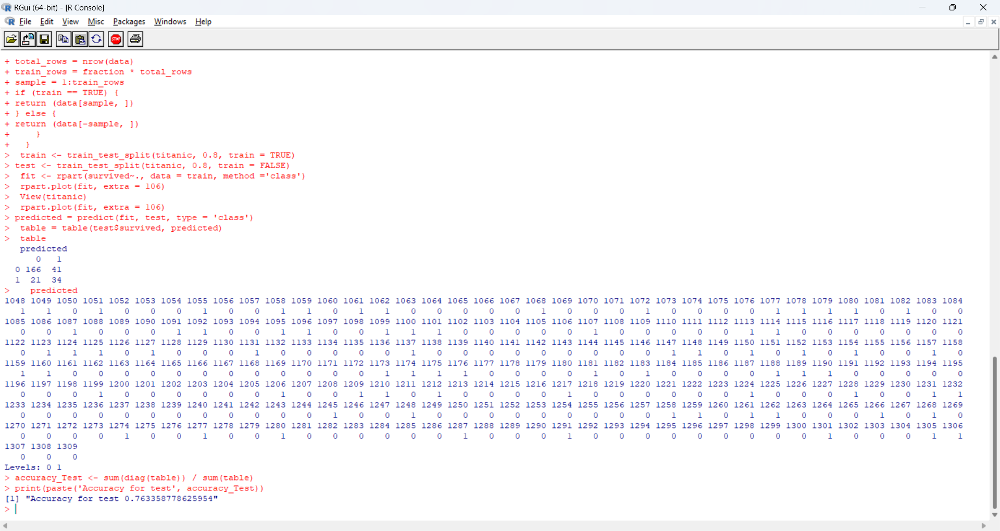 RGui (64-bit) - [R Console]
File Edit View Misc Packages Windows Help
STOP
+ total_rows = nrow(data)
+ train_rows = fraction * total_rows
+ sample = 1:train_rows
+ if (train == TRUE) {
+ return (data[sample, ])
+ } else {
+ return (data[-sample, ])
+      }
+    }
>  train <- train_test_split(titanic, 0.8, train = TRUE)
> test <- train_test_split(titanic, 0.8, train = FALSE)
>  fit <- rpart(survived~., data = train, method ='class')
>  rpart.plot(fit, extra = 106)
>  View(titanic)
>  rpart.plot(fit, extra = 106)
> predicted = predict(fit, test, type = 'class')
>  table = table(test$survived, predicted)
>  table
   predicted
      0   1
  0 166  41
  1  21  34
>    predicted
1048 1049 1050 1051 1052 1053 1054 1055 1056 1057 1058 1059 1060 1061 1062 1063 1064 1065 1066 1067 1068 1069 1070 1071 1072 1073 1074 1075 1076 1077 1078 1079 1080 1081 1082 1083 1084
   1    1    0    1    0    0    0    1    0    0    1    1    0    1    1    0    0    0    0    0    1    0    0    0    1    0    0    0    0    1    1    1    1    0    1    0    0
1085 1086 1087 1088 1089 1090 1091 1092 1093 1094 1095 1096 1097 1098 1099 1100 1101 1102 1103 1104 1105 1106 1107 1108 1109 1110 1111 1112 1113 1114 1115 1116 1117 1118 1119 1120 1121
   0    0    1    0    0    0    1    1    0    0    1    1    0    0    1    1    1    0    0    0    0    0    1    0    0    0    0    0    1    1    0    0    0    0    0    0    0
1122 1123 1124 1125 1126 1127 1128 1129 1130 1131 1132 1133 1134 1135 1136 1137 1138 1139 1140 1141 1142 1143 1144 1145 1146 1147 1148 1149 1150 1151 1152 1153 1154 1155 1156 1157 1158
   0    1    1    1    0    1    0    0    0    1    0    0    0    0    0    1    0    0    0    0    0    0    0    0    0    1    1    0    1    0    1    0    1    0    0    1    0
1159 1160 1161 1162 1163 1164 1165 1166 1167 1168 1169 1170 1171 1172 1173 1174 1175 1176 1177 1178 1179 1180 1181 1182 1183 1184 1185 1186 1187 1188 1189 1190 1191 1192 1193 1194 1195
   1    1    0    0    0    0    0    0    0    0    0    0    0    0    1    1    1    1    0    0    0    0    1    0    1    0    0    0    0    1    1    1    0    0    0    0    0
1196 1197 1198 1199 1200 1201 1202 1203 1204 1205 1206 1207 1208 1209 1210 1211 1212 1213 1214 1215 1216 1217 1218 1219 1220 1221 1222 1223 1224 1225 1226 1227 1228 1229 1230 1231 1232
   0    0    0    1    0    0    0    0    0    0    1    0    0    1    1    0    1    0    0    0    0    1    0    0    0    0    0    0    1    0    0    0    1    0    0    1    1
1233 1234 1235 1236 1237 1238 1239 1240 1241 1242 1243 1244 1245 1246 1247 1248 1249 1250 1251 1252 1253 1254 1255 1256 1257 1258 1259 1260 1261 1262 1263 1264 1265 1266 1267 1268 1269
   0    0    0    0    0    0    0    0    0    0    0    0    1    0    0    1    0    0    0    0    0    0    0    0    0    1    1    0    1    1    0    0    0    1    0    1    0
1270 1271 1272 1273 1274 1275 1276 1277 1278 1279 1280 1281 1282 1283 1284 1285 1286 1287 1288 1289 1290 1291 1292 1293 1294 1295 1296 1297 1298 1299 1300 1301 1302 1303 1304 1305 1306
   0    0    0    0    1    0    0    1    0    0    1    0    0    0    0    0    0    1    0    0    0    1    0    0    0    0    0    0    0    0    0    1    0    0    0    1    1
1307 1308 1309
   0    0    0
Levels: 0 1
> accuracy_Test <- sum(diag(table)) / sum(table)
> print(paste('Accuracy for test', accuracy_Test))
[1] "Accuracy for test 0.763358778625954"
>